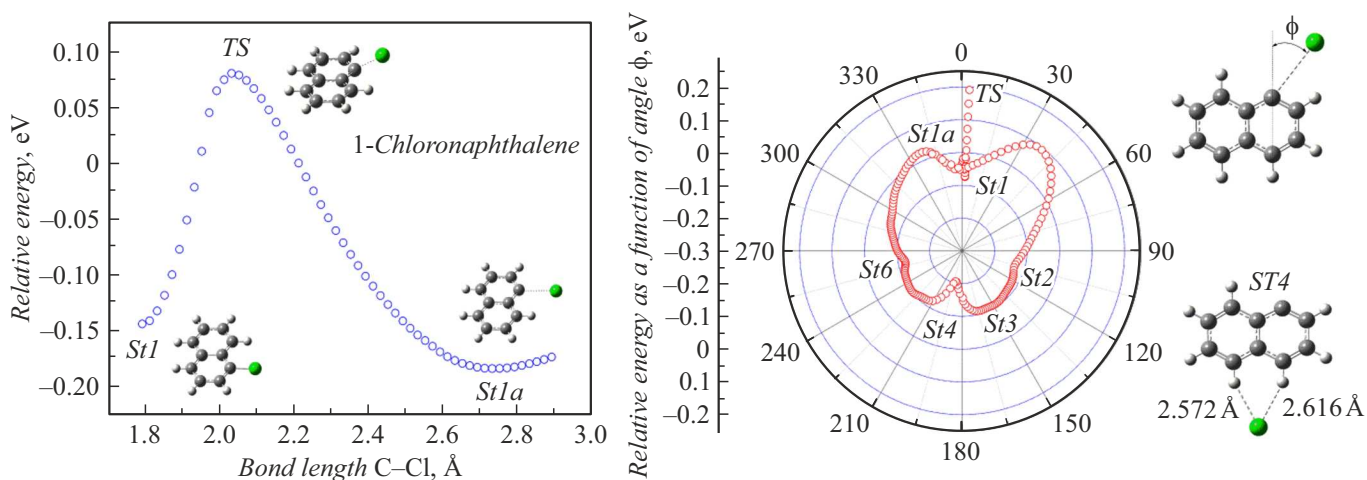 Relative energy, eV
0.10
0.05
0
–0.05
–0.10
–0.15
–0.20
TS
1-Chloronaphthalene
St1
St1a
1.8
2.0
2.2
2.4
2.6
2.8
3.0
Bond length C–Cl, Å
Relative energy as a function of angle ϕ, eV
0.2
0.1
0
–0.1
–0.2
–0.3
–0.2
–0.1
0
0.1
–0.2
0
30
60
90
120
150
180
210
240
270
300
330
TS
St1a
St1
St2
St3
St4
St6
ϕ
ST4
2.572 Å
2.616 Å